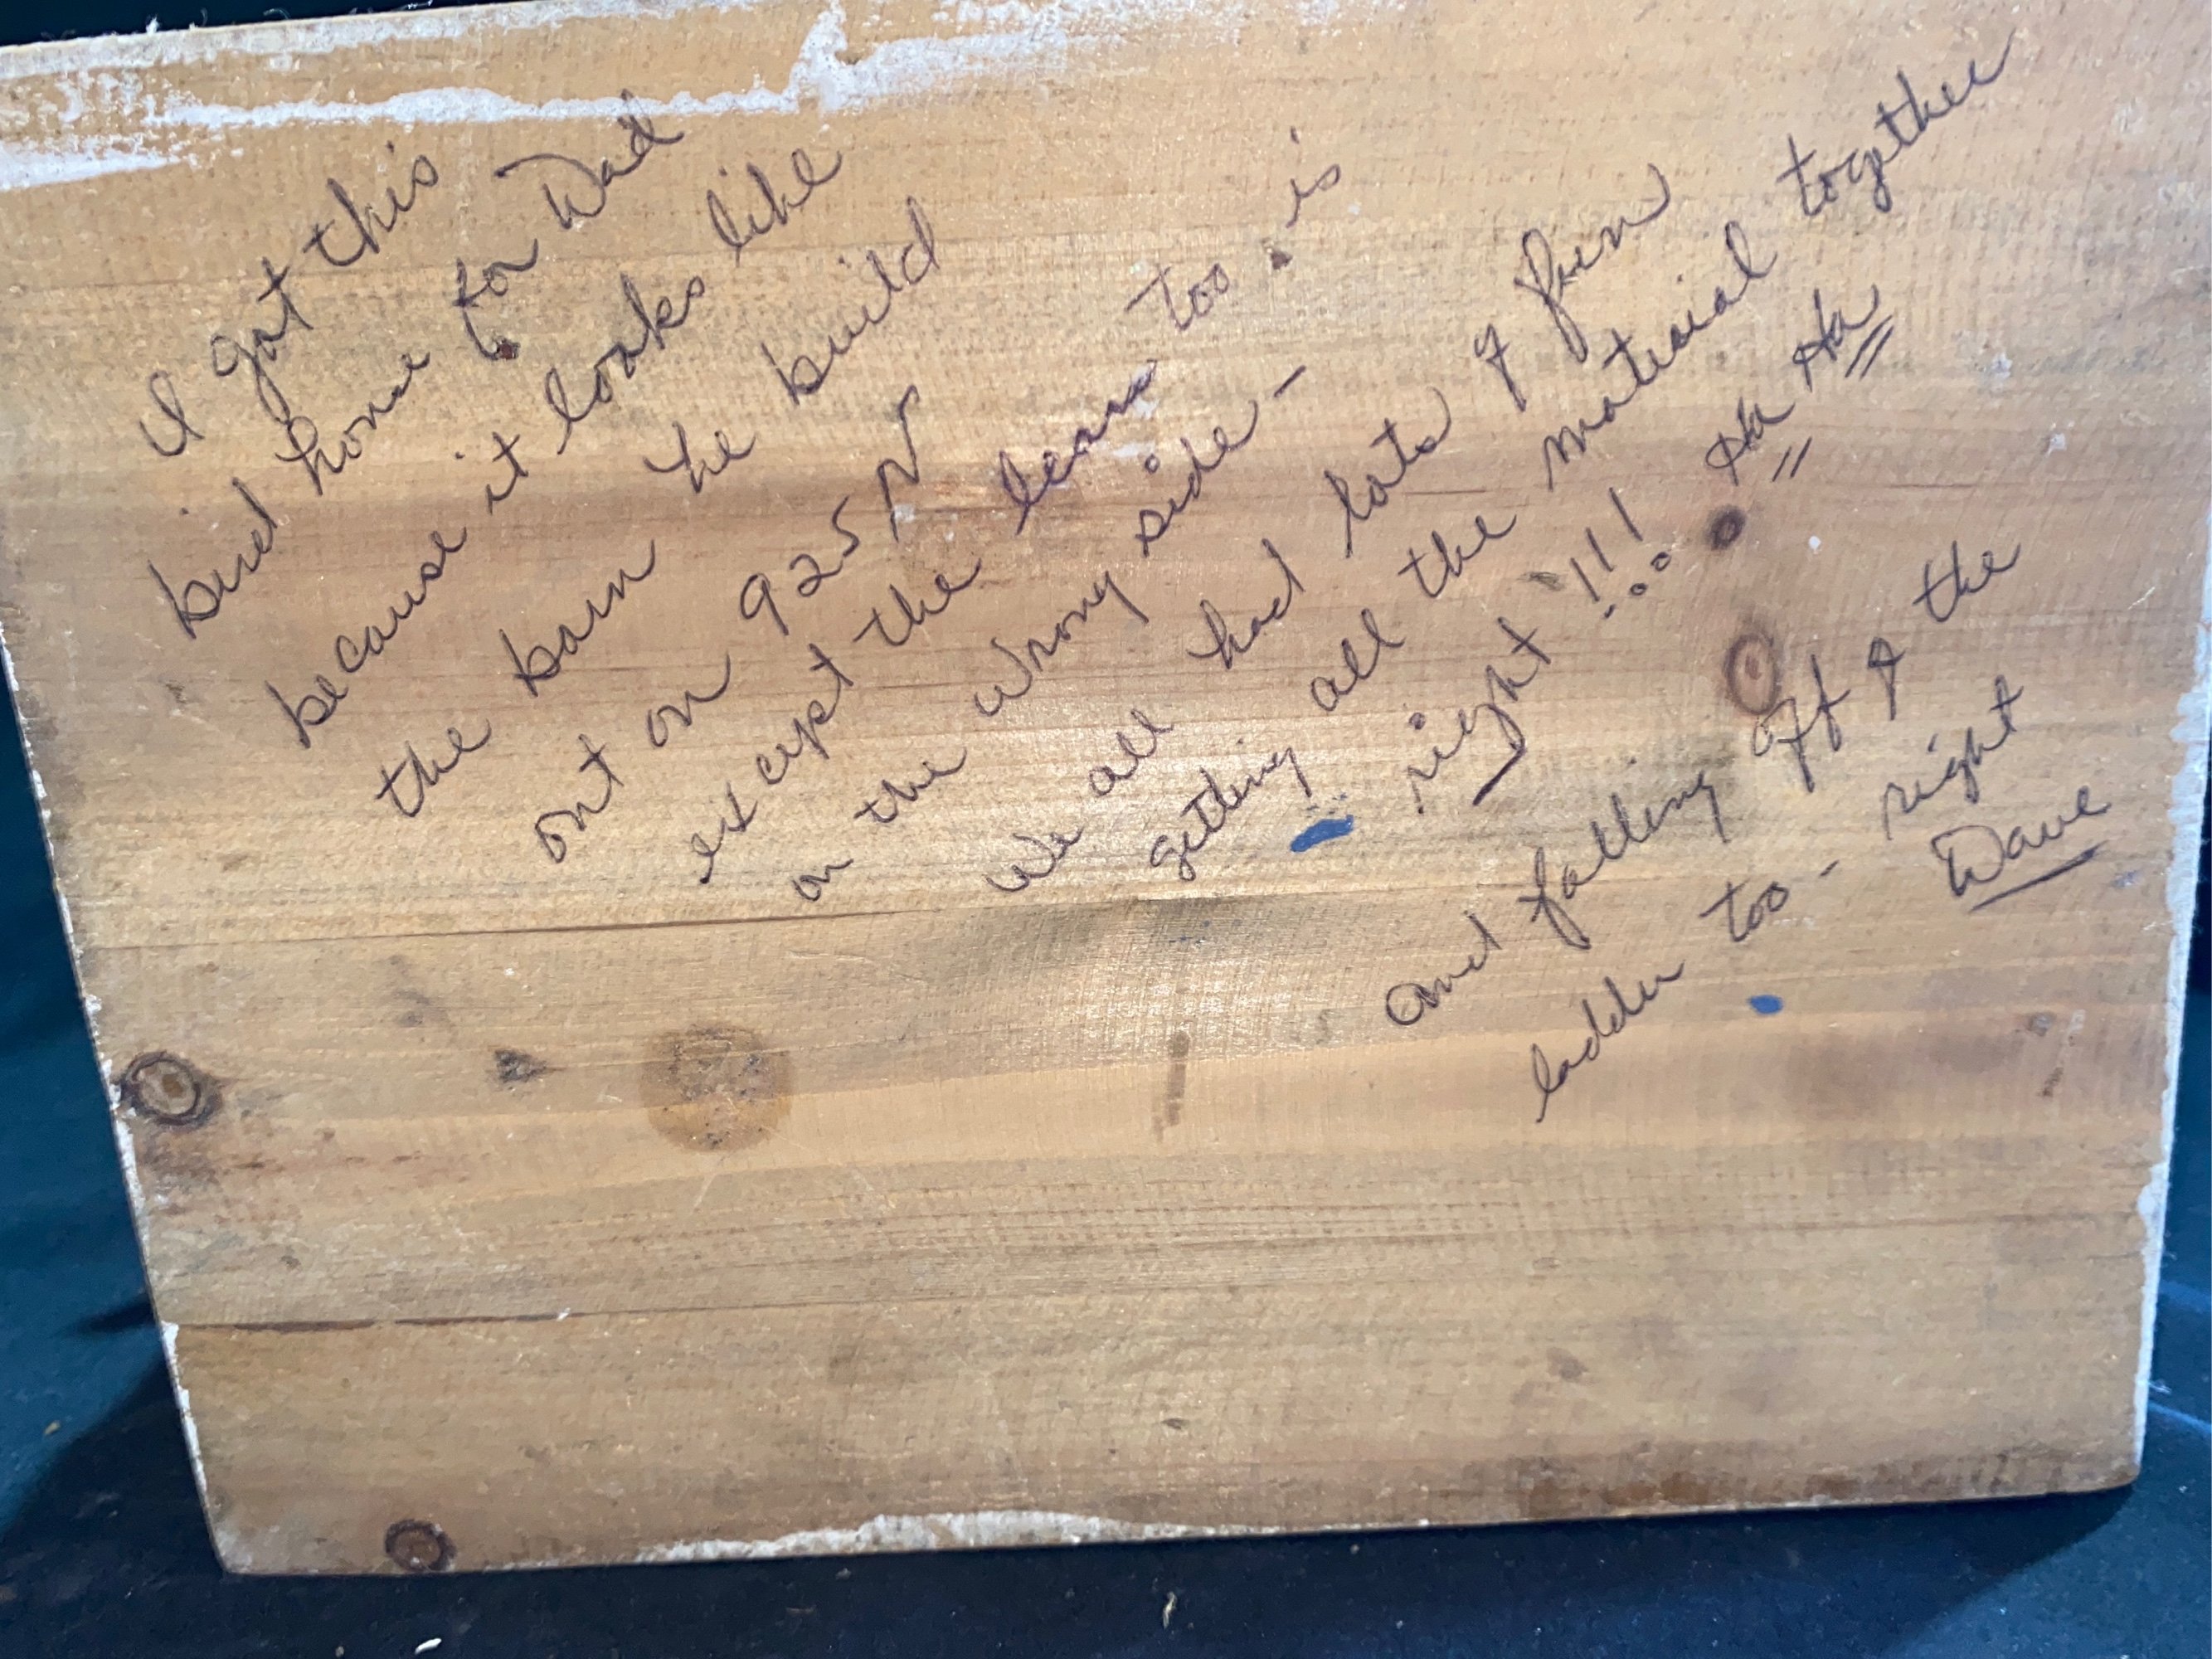 I got this
bird house for Dad
because it looks like
the barn he build
out on 925 N
except the lean too is
on the wrong side -
We all had lots of fun
getting all the material together
right !!! Ha Ha
and falling off of the
ladder too - right
Dave